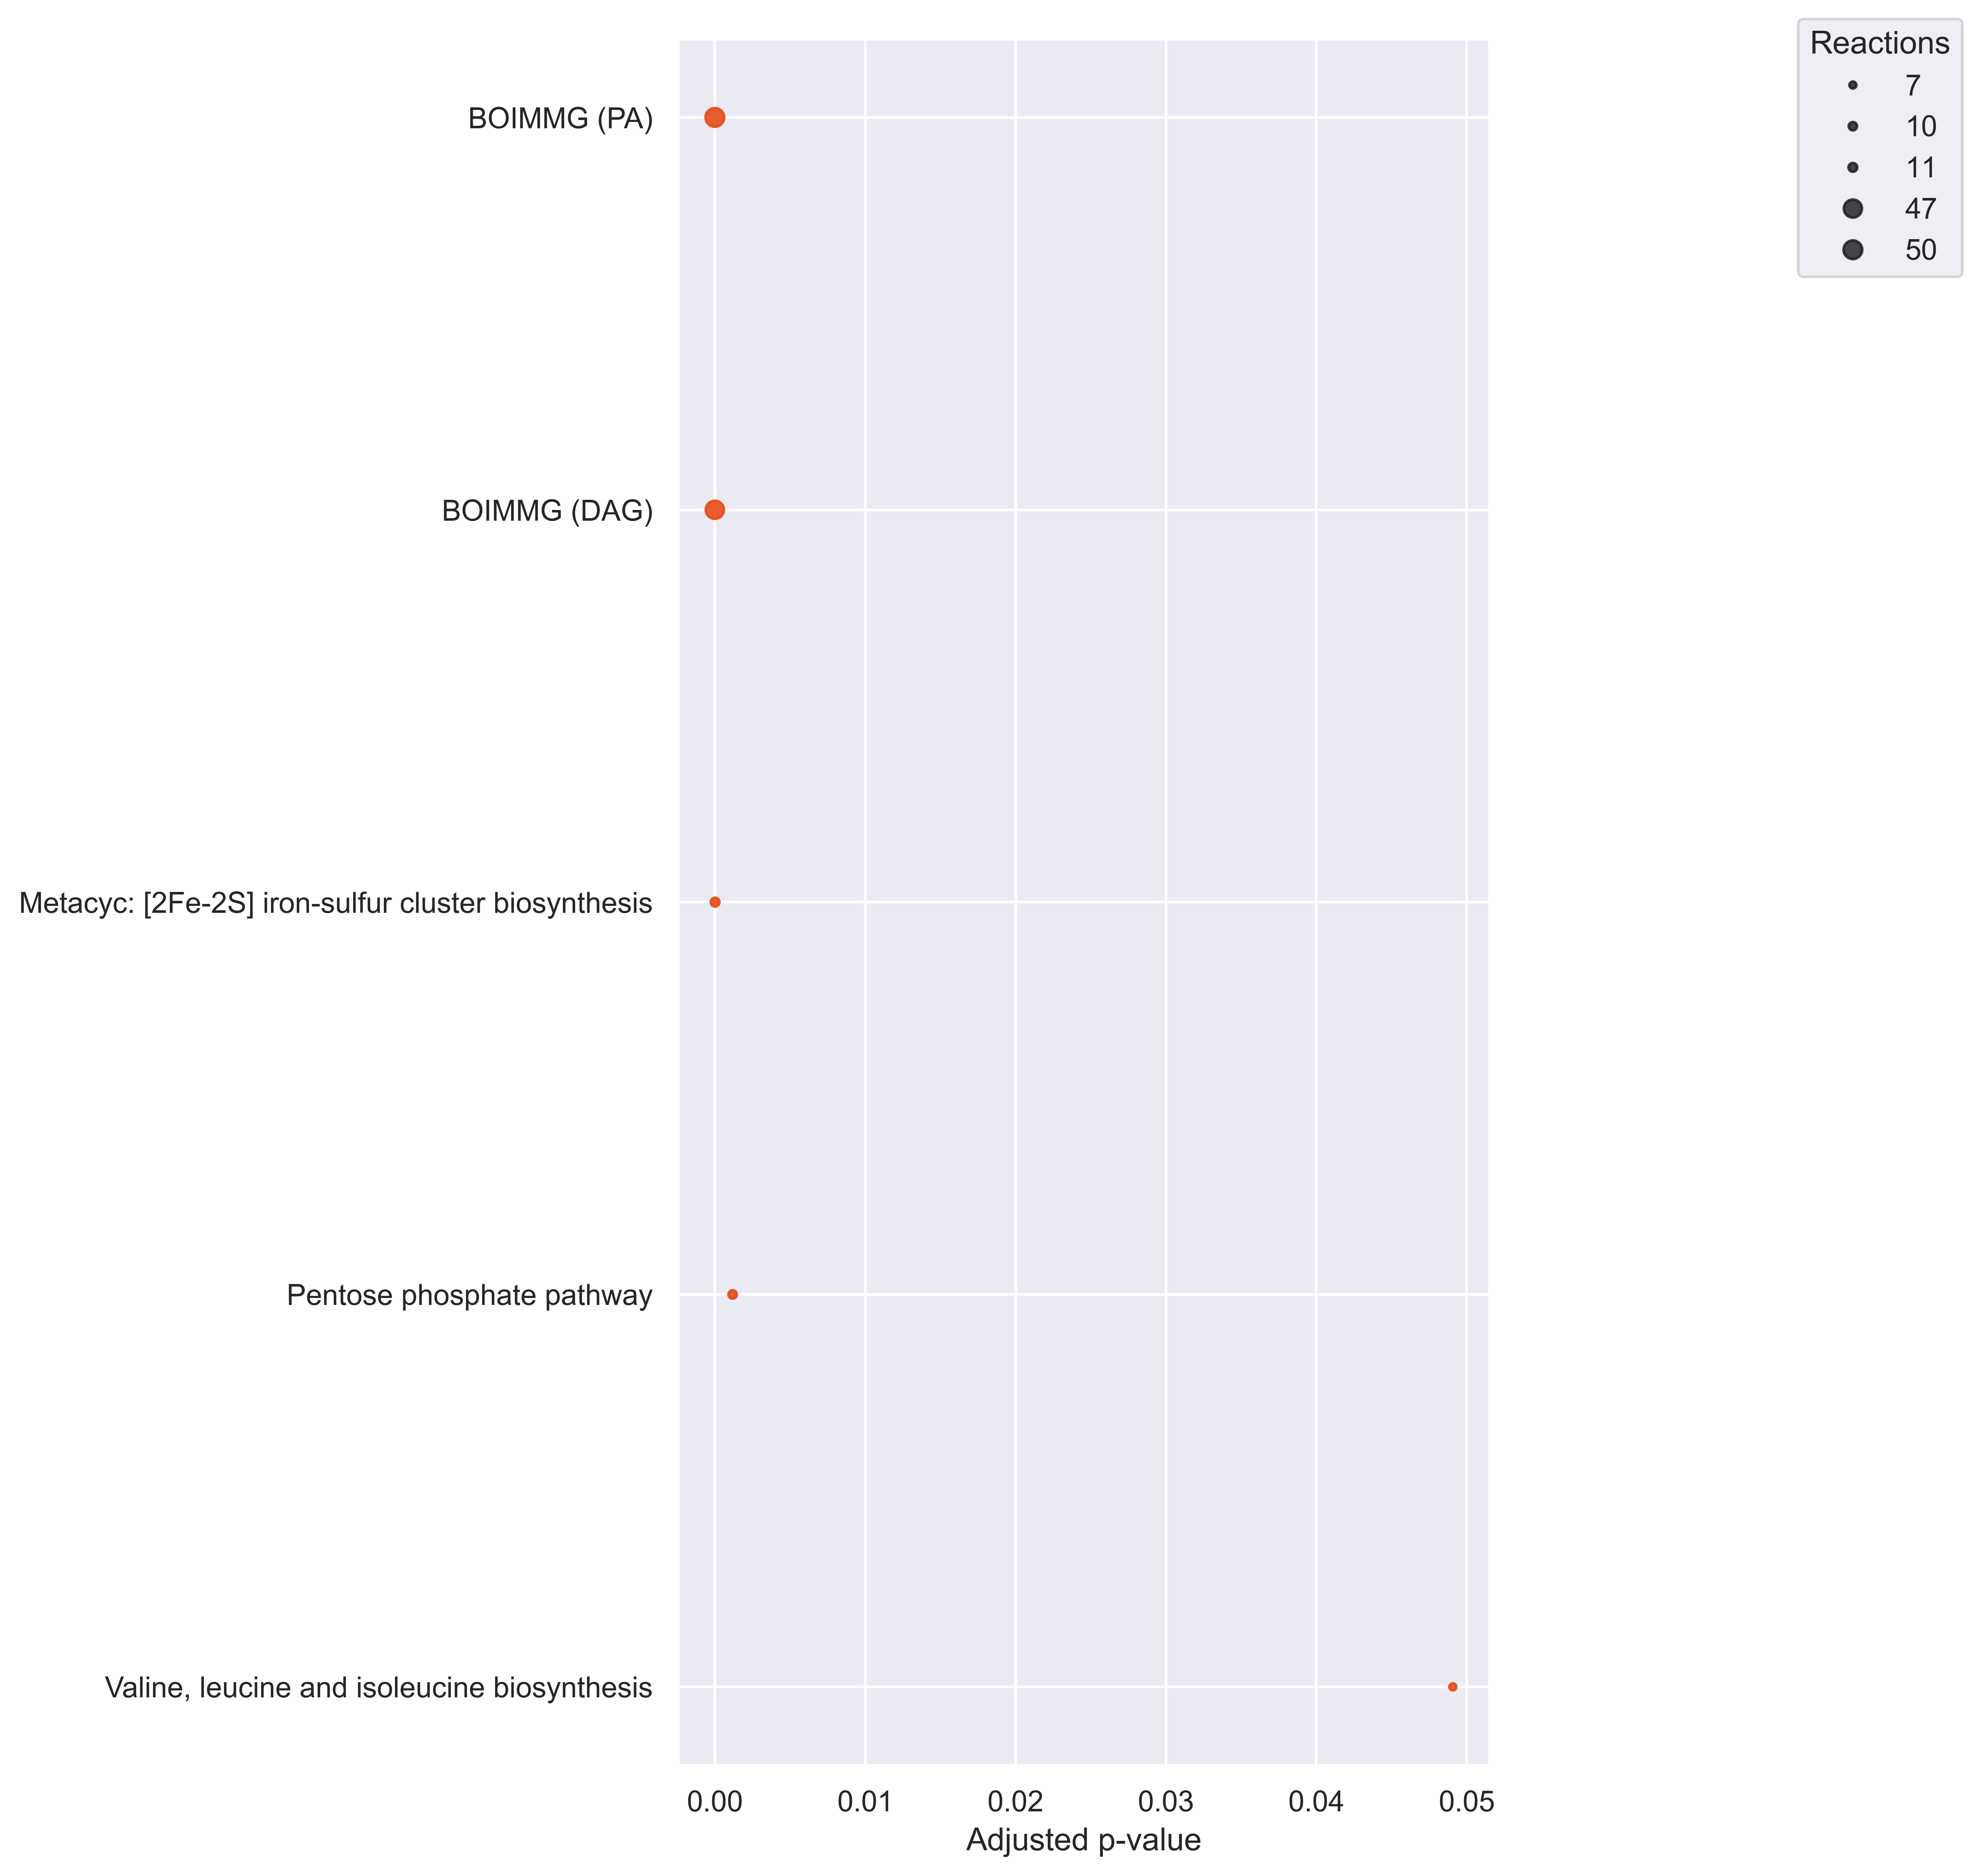 Reactions
7
10
11
47
50
BOIMMG (PA)
BOIMMG (DAG)
Metacyc: [2Fe-2S] iron-sulfur cluster biosynthesis
Pentose phosphate pathway
Valine, leucine and isoleucine biosynthesis
0.00 0.01 0.02 0.03 0.04 0.05
Adjusted p-value